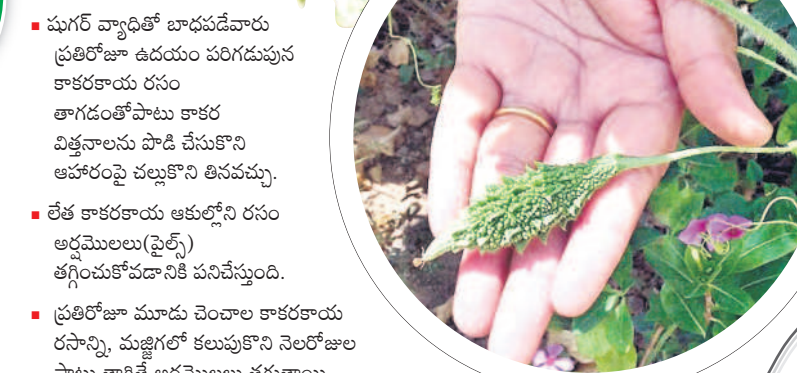 షుగర్ వ్యాధితో బాధపడేవారు
ప్రతిరోజూ ఉదయం పరిగడుపున
కాకరకాయ రసం
తాగడంతోపాటు కాకర
విత్తనాలను పొడి చేసుకొని
ఆహారంపై చల్లుకొని తినవచ్చు.
లేత కాకరకాయ ఆకుల్లోని రసం
అర్షమొలలు(పైల్స్)
తగ్గించుకోవడానికి పనిచేస్తుంది.
ప్రతిరోజూ మూడు చెంచాల కాకరకాయ
రసాన్ని, మజ్జిగలో కలుపుకొని నెలరోజుల